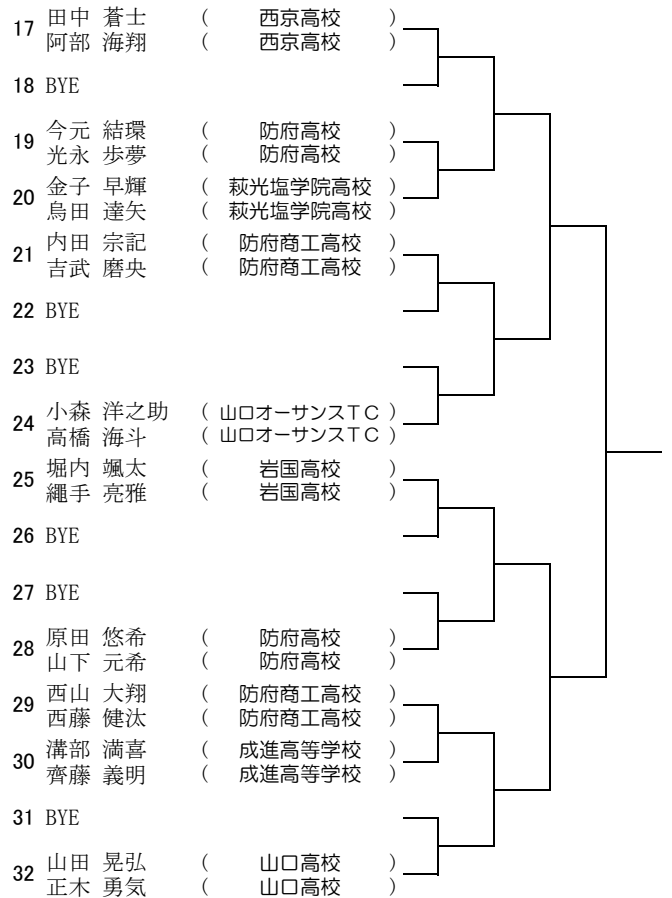 17 田中 蒼士 ( 西京高校 )
阿部 海翔 ( 西京高校 )
18 BYE
19 今元 結環 ( 防府高校 )
光永 歩夢 ( 防府高校 )
20 金子 早輝 ( 萩光塩学院高校 )
鳥田 達矢 ( 萩光塩学院高校 )
21 内田 宗記 ( 防府商工高校 )
吉武 磨央 ( 防府商工高校 )
22 BYE
23 BYE
24 小森 洋之助 ( 山口オーサンスTC )
高橋 海斗 ( 山口オーサンスTC )
25 堀内 颯太 ( 岩国高校 )
繩手 亮雅 ( 岩国高校 )
26 BYE
27 BYE
28 原田 悠希 ( 防府高校 )
山下 元希 ( 防府高校 )
29 西山 大翔 ( 防府商工高校 )
西藤 健汰 ( 防府商工高校 )
30 溝部 満喜 ( 成進高等学校 )
齊藤 義明 ( 成進高等学校 )
31 BYE
32 山田 晃弘 ( 山口高校 )
正木 勇気 ( 山口高校 )